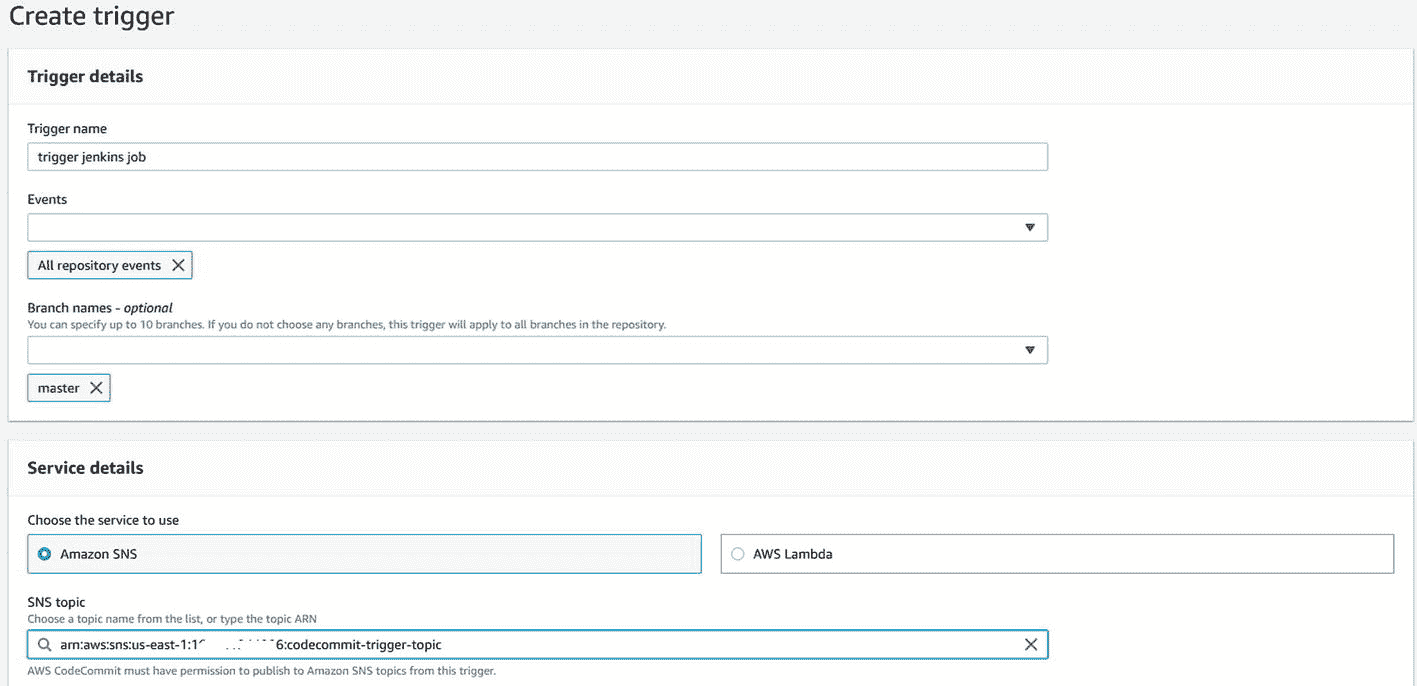 Create trigger
Trigger details
Trigger name
trigger jenkins job
Events
All repository events
Branch names - optional
You can specify up to 10 branches. If you do not choose any branches, this trigger will apply to all branches in the repository.
master
Service details
Choose the service to use
Amazon SNS
AWS Lambda
SNS topic
Choose a topic name from the list, or type the topic ARN
arn:aws:sns:us-east-1:1 6:codecommit-trigger-topic
AWS CodeCommit must have permission to publish to Amazon SNS topics from this trigger.